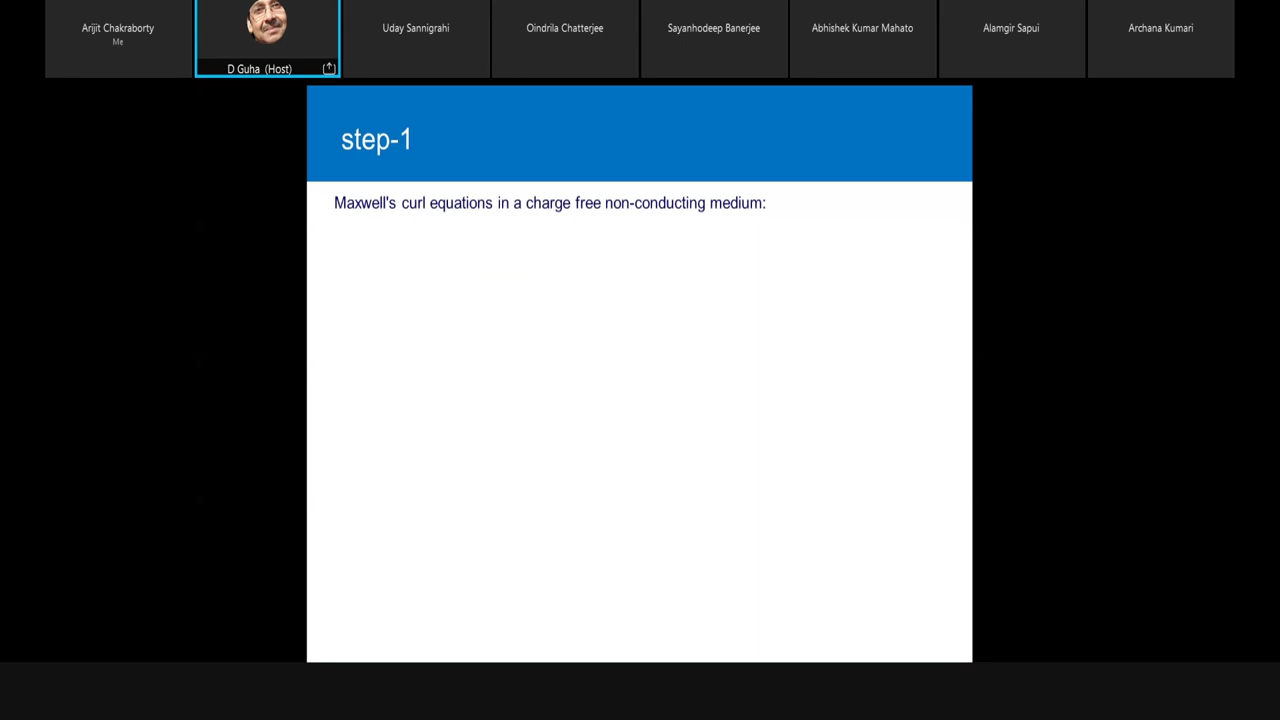 Arijit Chakraborty
Me
D Guha (Host)
Uday Sannigrahi
Oindrila Chatterjee
Sayanhodeep Banerjee
Abhishek Kumar Mahato
Alamgir Sapui
Archana Kumari
step-1
Maxwell's curl equations in a charge free non-conducting medium: